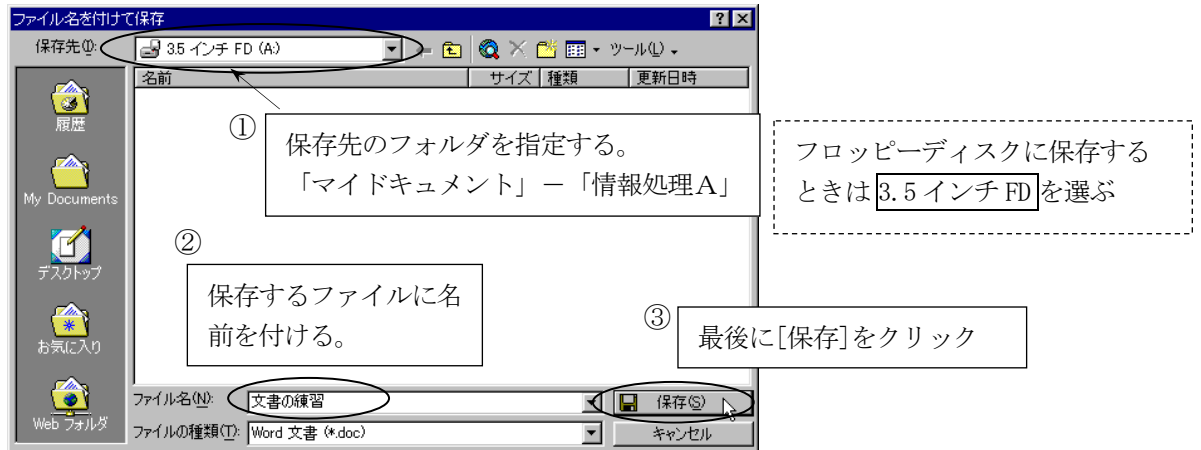 ファイル名を付けて保存
保存先(I):
3.5 インチ FD (A:)
ツール(L)
名前 サイズ 種類 更新日時
履歴
My Documents
デスクトップ
お気に入り
Web フォルダ
①
保存先のフォルダを指定する。
「マイドキュメント」－「情報処理A」
フロッピーディスクに保存する
ときは 3.5 インチ FD を選ぶ
②
保存するファイルに名
前を付ける。
③
最後に[保存]をクリック
ファイル名(N): 文書の練習 保存(S)
ファイルの種類(T): Word 文書 (*.doc) キャンセル